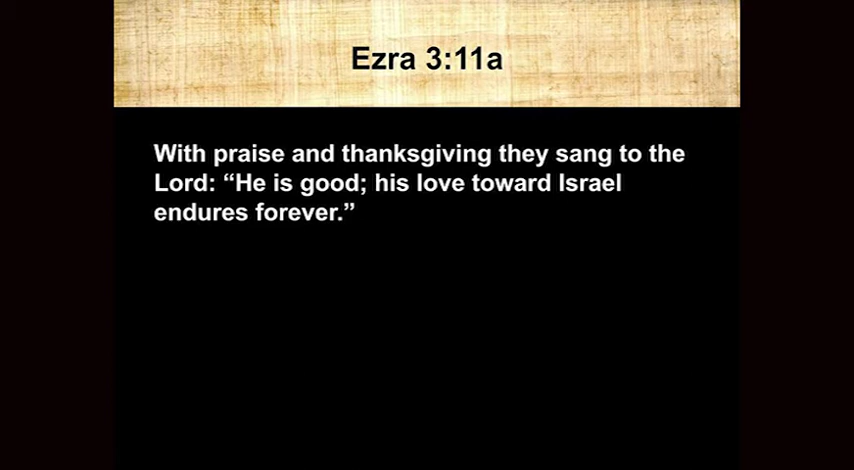 Ezra 3:11a
With praise and thanksgiving they sang to the
Lord: “He is good; his love toward Israel
endures forever.”